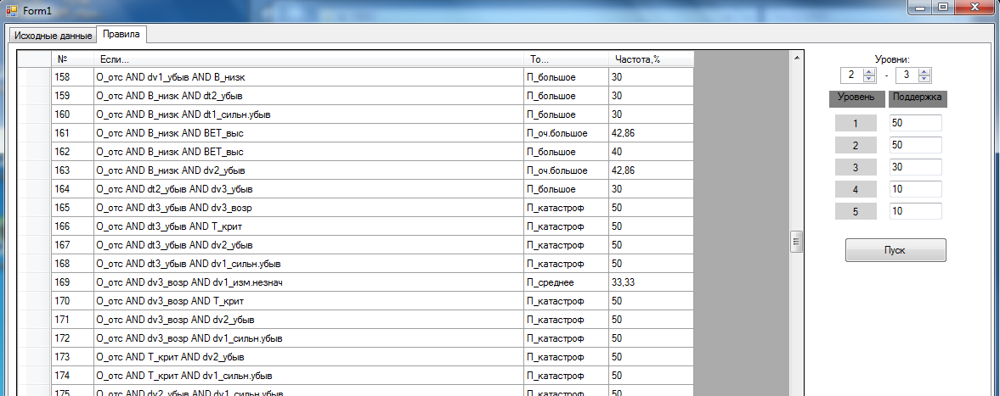 Form1
Исходные данные Правила
№ Если... То... Частота,% Уровни:
158 О_отс AND dv1_убыв AND В_низк П_большое 30 2 - 3
159 О_отс AND В_низк AND dt2_убыв П_большое 30 Уровень Поддержка
160 О_отс AND В_низк AND dt1_сильн.убыв П_большое 30 1 50
161 О_отс AND В_низк AND ВЕТ_выс П_оч.большое 42,86
162 О_отс AND В_низк AND ВЕТ_выс П_большое 40 2 50
163 О_отс AND В_низк AND dv2_убыв П_оч.большое 42,86 3 30
164 О_отс AND dt2_убыв AND dv3_убыв П_большое 30 4 10
165 О_отс AND dt3_убыв AND dv3_возр П_катастроф 50 5 10
166 О_отс AND dt3_убыв AND Т_крит П_катастроф 50
167 О_отс AND dt3_убыв AND dv2_убыв П_катастроф 50 Пуск
168 О_отс AND dt3_убыв AND dv1_сильн.убыв П_катастроф 50
169 О_отс AND dv3_возр AND dv1_изм.незнач П_среднее 33,33
170 О_отс AND dv3_возр AND Т_крит П_катастроф 50
171 О_отс AND dv3_возр AND dv2_убыв П_катастроф 50
172 О_отс AND dv3_возр AND dv1_сильн.убыв П_катастроф 50
173 О_отс AND Т_крит AND dv2_убыв П_катастроф 50
174 О_отс AND Т_крит AND dv1_сильн.убыв П_катастроф 50
175 О_отс AND dv2_убыв AND dv1_сильн.убыв П_катастроф 50